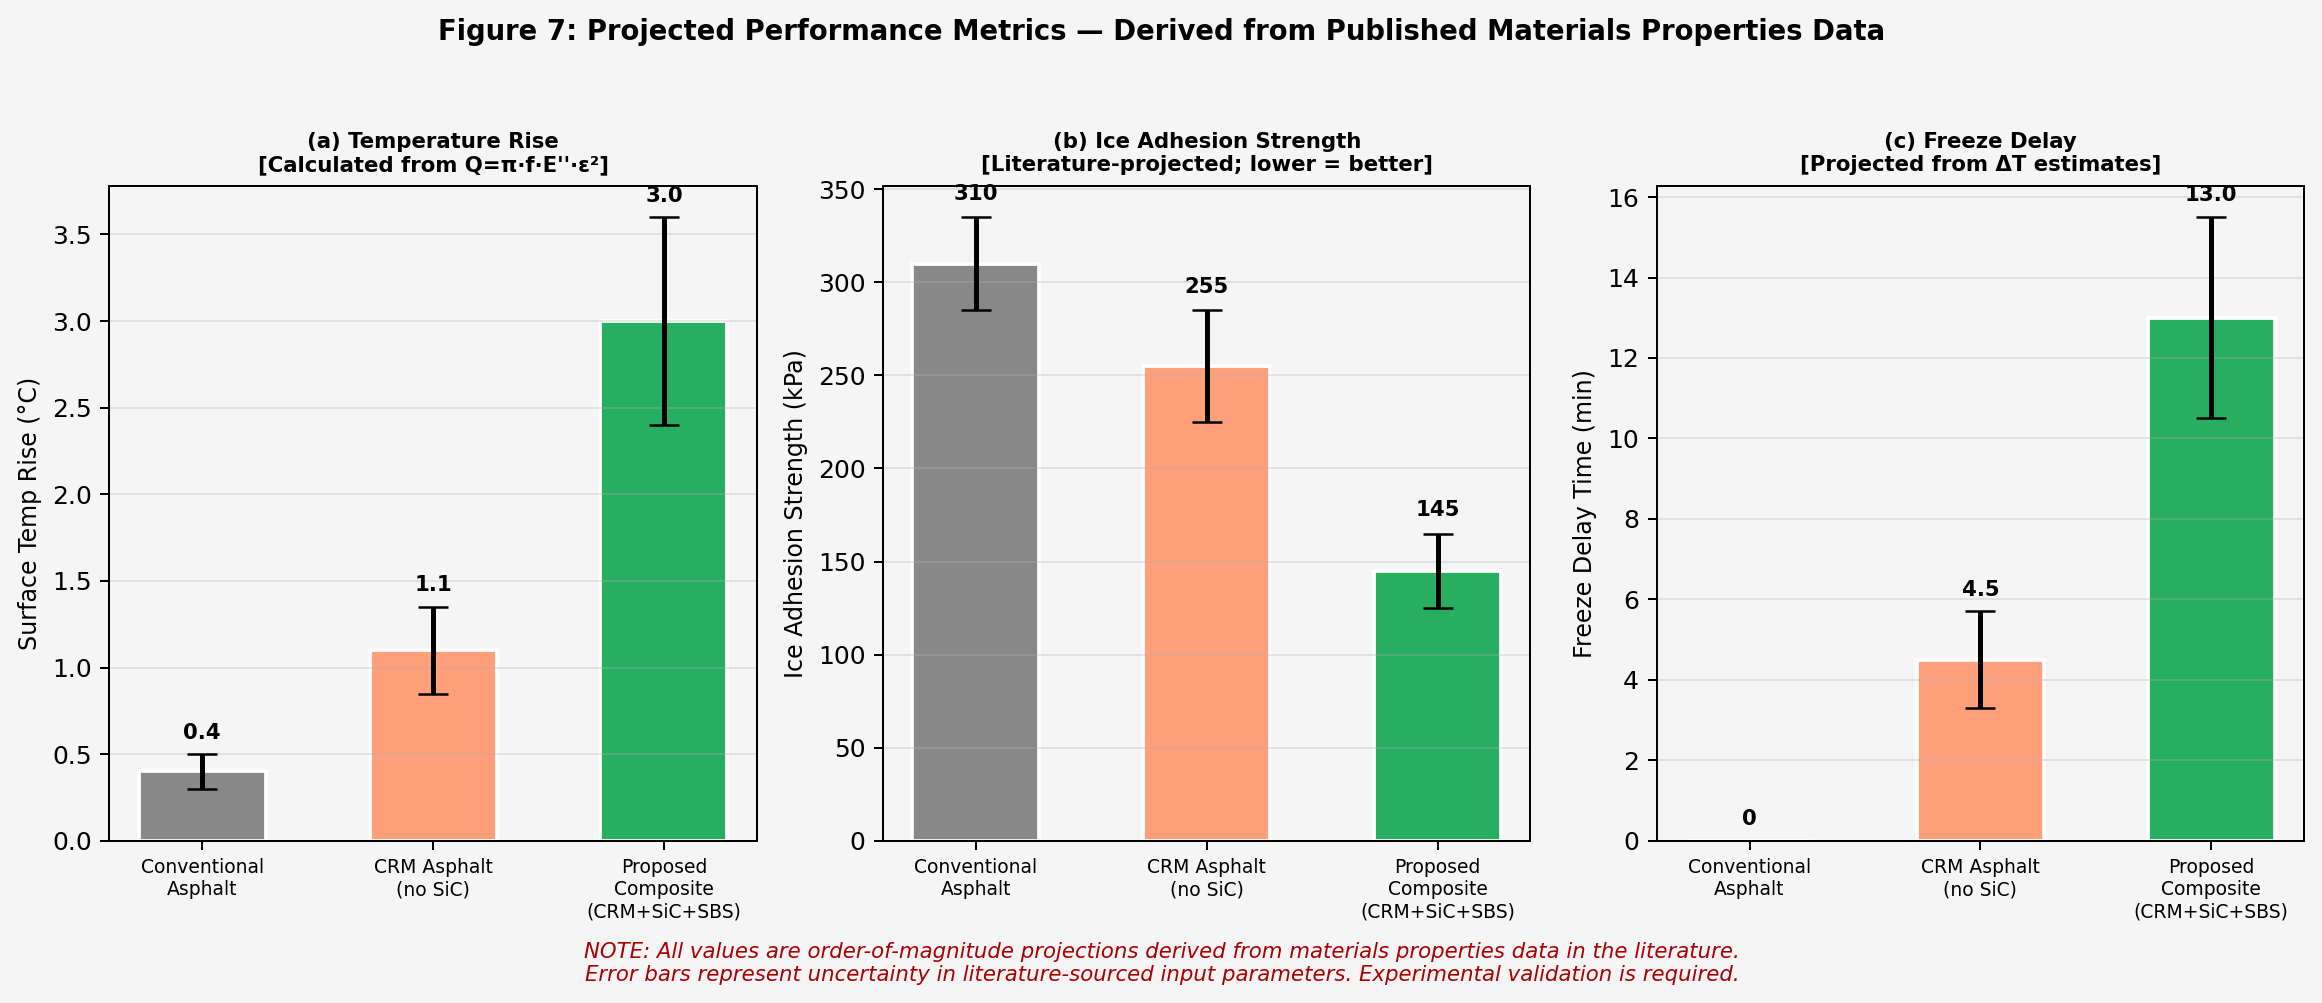 Figure 7: Projected Performance Metrics — Derived from Published Materials Properties Data
(a) Temperature Rise
[Calculated from Q=π·f·E''·ε²]
Surface Temp Rise (°C)
3.5
3.0
2.5
2.0
1.5
1.0
0.5
0.0
0.4
1.1
3.0
Conventional
Asphalt
CRM Asphalt
(no SiC)
Proposed
Composite
(CRM+SiC+SBS)
(b) Ice Adhesion Strength
[Literature-projected; lower = better]
Ice Adhesion Strength (kPa)
350
300
250
200
150
100
50
0
310
255
145
Conventional
Asphalt
CRM Asphalt
(no SiC)
Proposed
Composite
(CRM+SiC+SBS)
(c) Freeze Delay
[Projected from ΔT estimates]
Freeze Delay Time (min)
16
14
12
10
8
6
4
2
0
0
4.5
13.0
Conventional
Asphalt
CRM Asphalt
(no SiC)
Proposed
Composite
(CRM+SiC+SBS)
NOTE: All values are order-of-magnitude projections derived from materials properties data in the literature.
Error bars represent uncertainty in literature-sourced input parameters. Experimental validation is required.